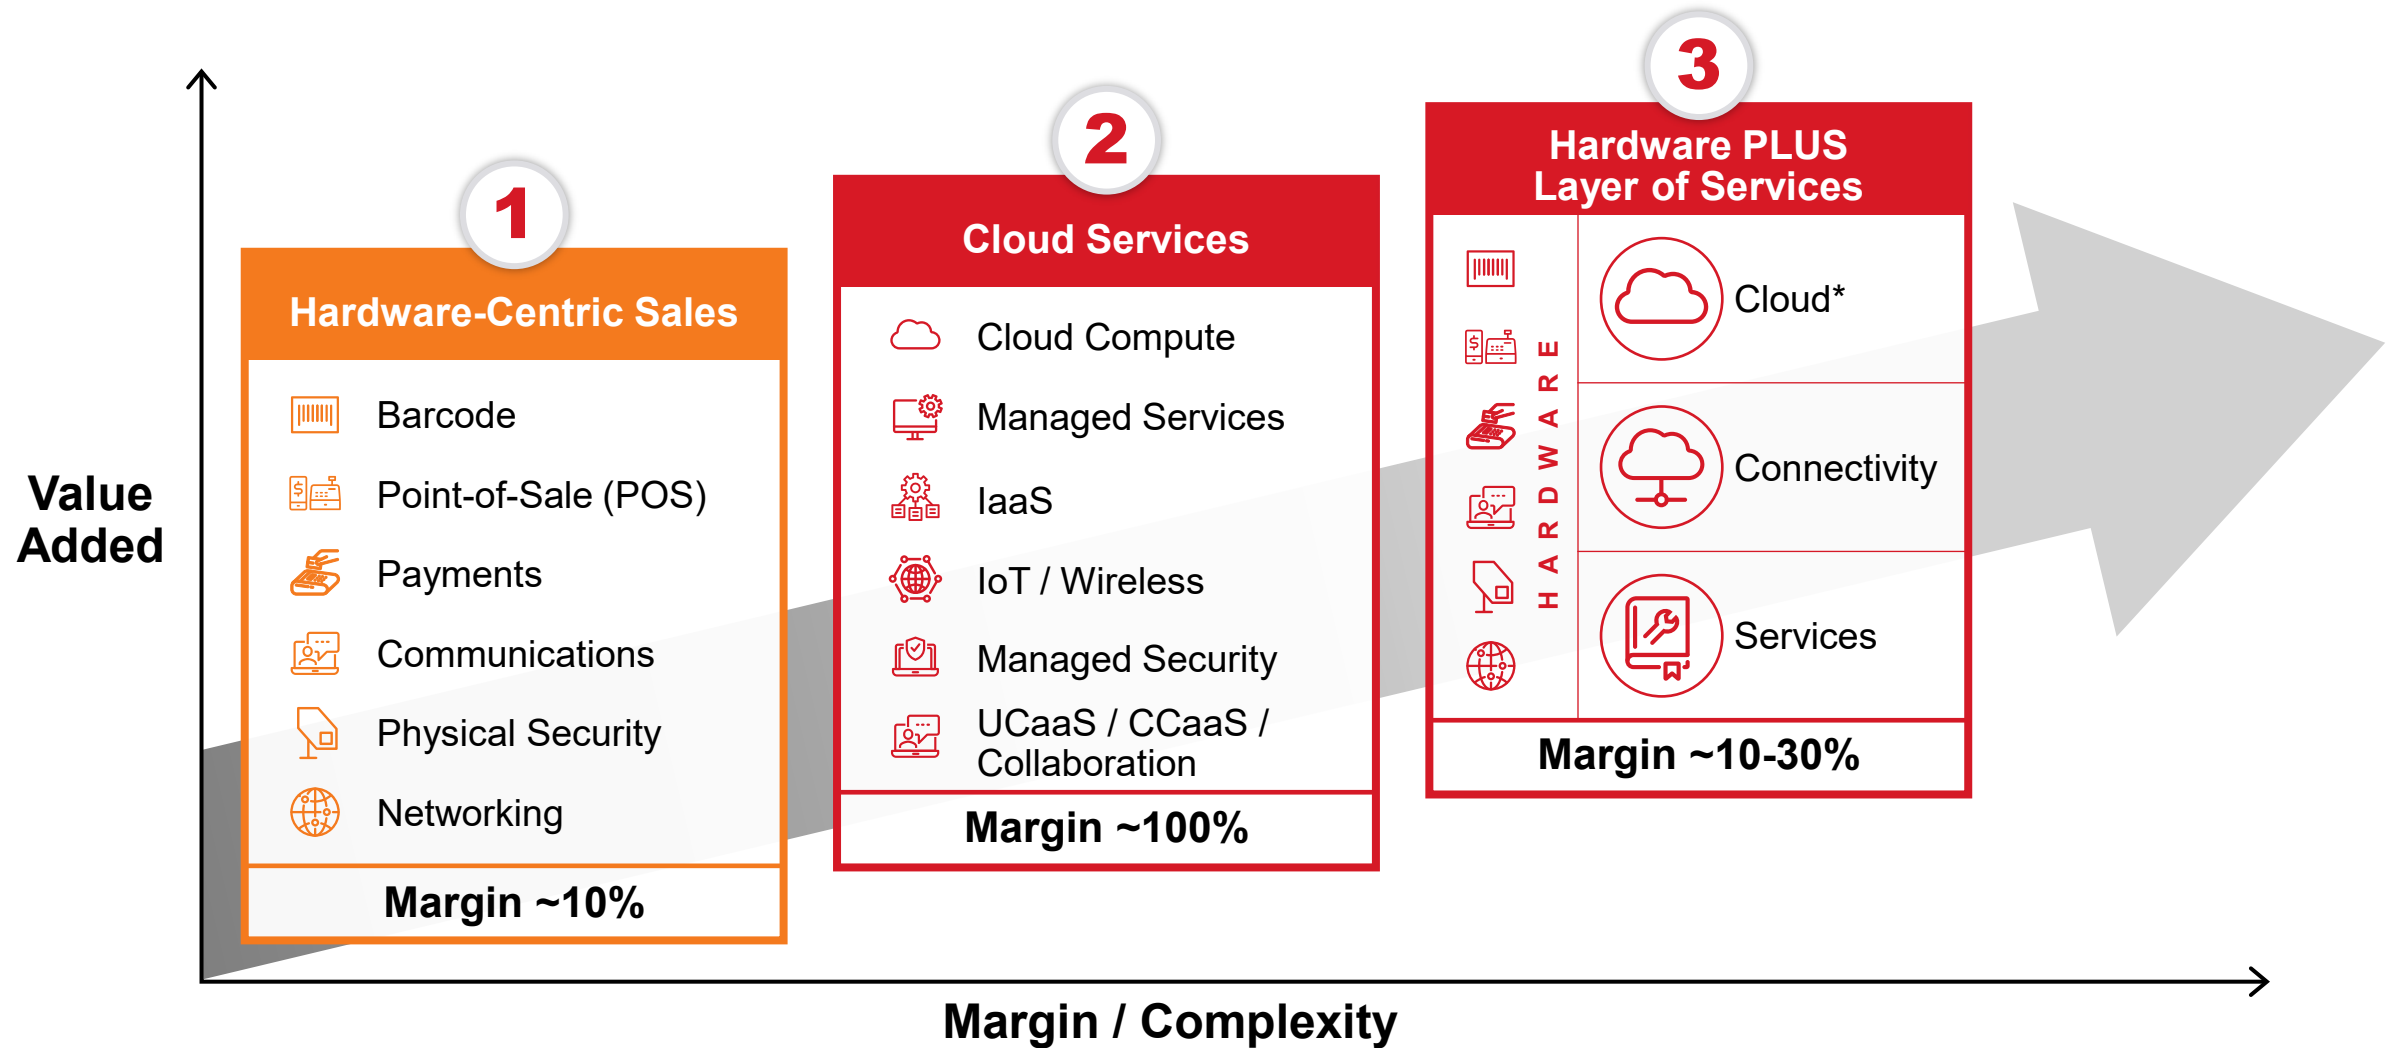 Value
Added
1
Hardware-Centric Sales
Barcode
Point-of-Sale (POS)
Payments
Communications
Physical Security
Networking
Margin ~10%
2
Cloud Services
Cloud Compute
Managed Services
IaaS
IoT / Wireless
Managed Security
UCaaS / CCaaS /
Collaboration
Margin ~100%
3
Hardware PLUS
Layer of Services
HARDWARE
Cloud*
Connectivity
Services
Margin ~10-30%
Margin / Complexity